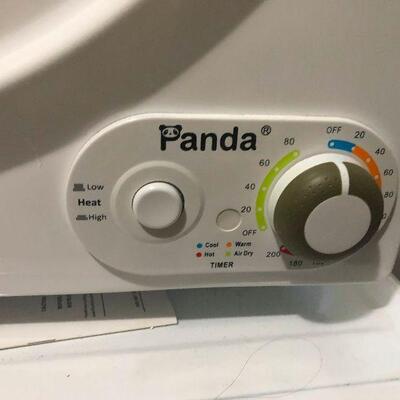 Panda®
Low
Heat
High
80
60
40
20
OFF
OFF
20
40
60
200
180
Cool
Warm
Hot
Air Dry
TIMER